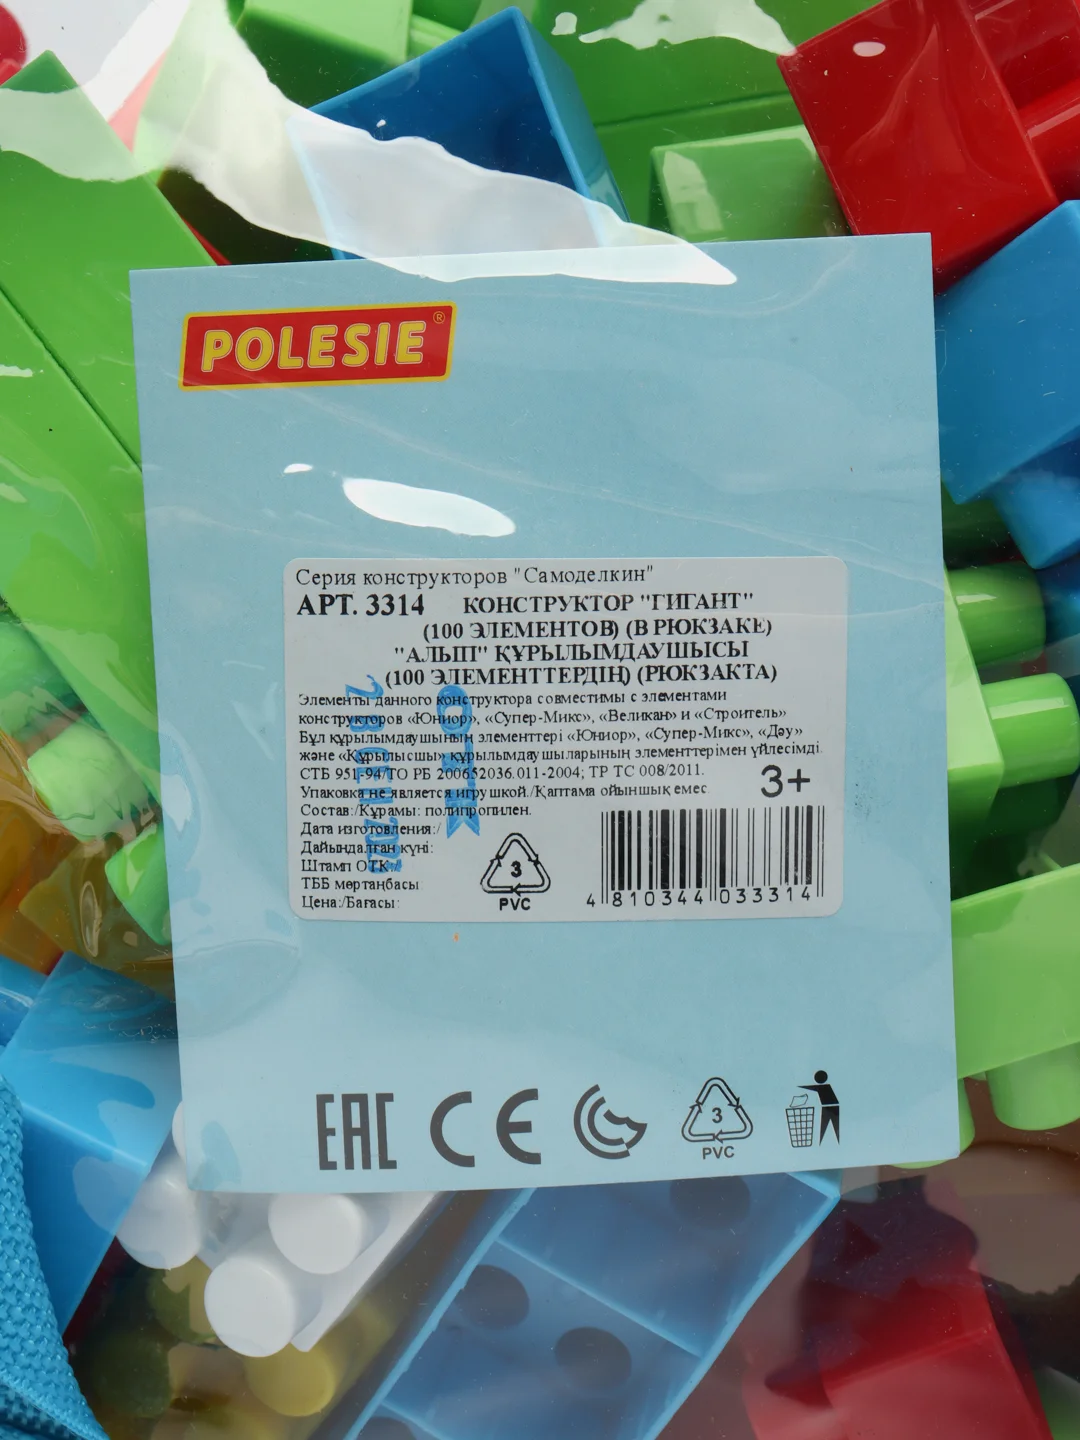 POLESIE®
Серия конструкторов "Самоделкин"
АРТ. 3314 КОНСТРУКТОР "ГИГАНТ"
(100 ЭЛЕМЕНТОВ) (В РЮКЗАКЕ)
"АЛЫП" ҚҰРЫЛЫМДАУШЫСЫ
(100 ЭЛЕМЕНТТЕРДІҢ) (РЮКЗАКТА)
Элементы данного конструктора совместимы с элементами
конструкторов «Юниор», «Супер-Микс», «Великан» и «Строитель»
Бұл құрылымдаушының элементтері «Юниор», «Супер-Микс», «Дәу»
және «Құрылысшы» құрылымдаушыларының элементтерімен үйлесімді.
СТБ 951-94/ТО РБ 200652036.011-2004; ТР ТС 008/2011.
3+
Упаковка не является игрушкой./Қаптама ойыншық емес
Состав:/Құрамы: полипропилен.
Дата изготовления:/
Дайындалған күні:
Штамп ОТК:/
ТББ мөртаңбасы:
Цена:/Бағасы:
ОТК
28 СЕН
3
PVC
4 810344 033314
EAC CE
3
PVC